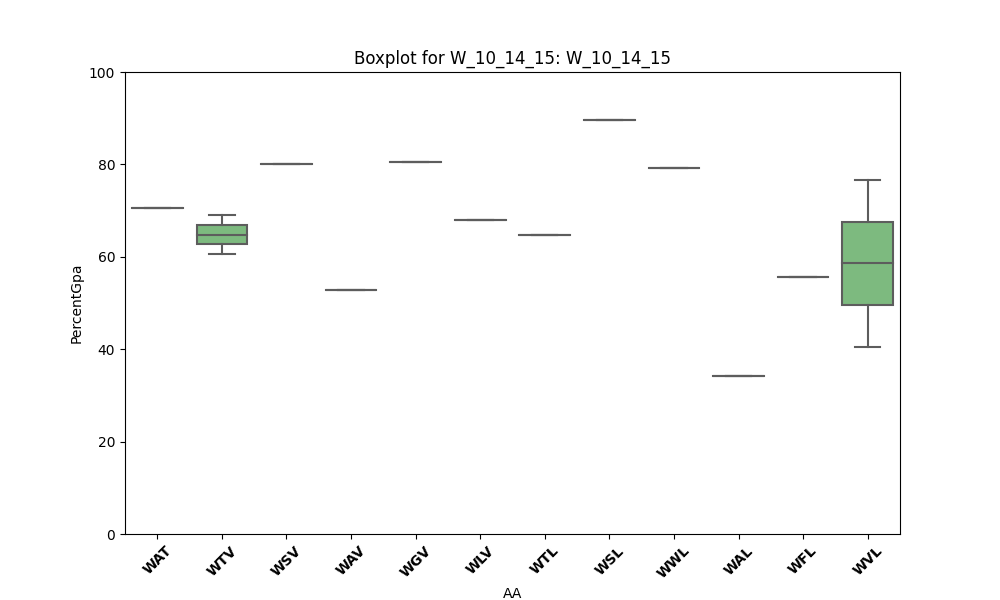 Boxplot for W_10_14_15: W_10_14_15
PercentGpa
100
80
60
40
20
0
WAT
WTV
WSV
WAV
WGV
WLV
WTL
WSL
WWL
WAL
WFL
WVL
AA